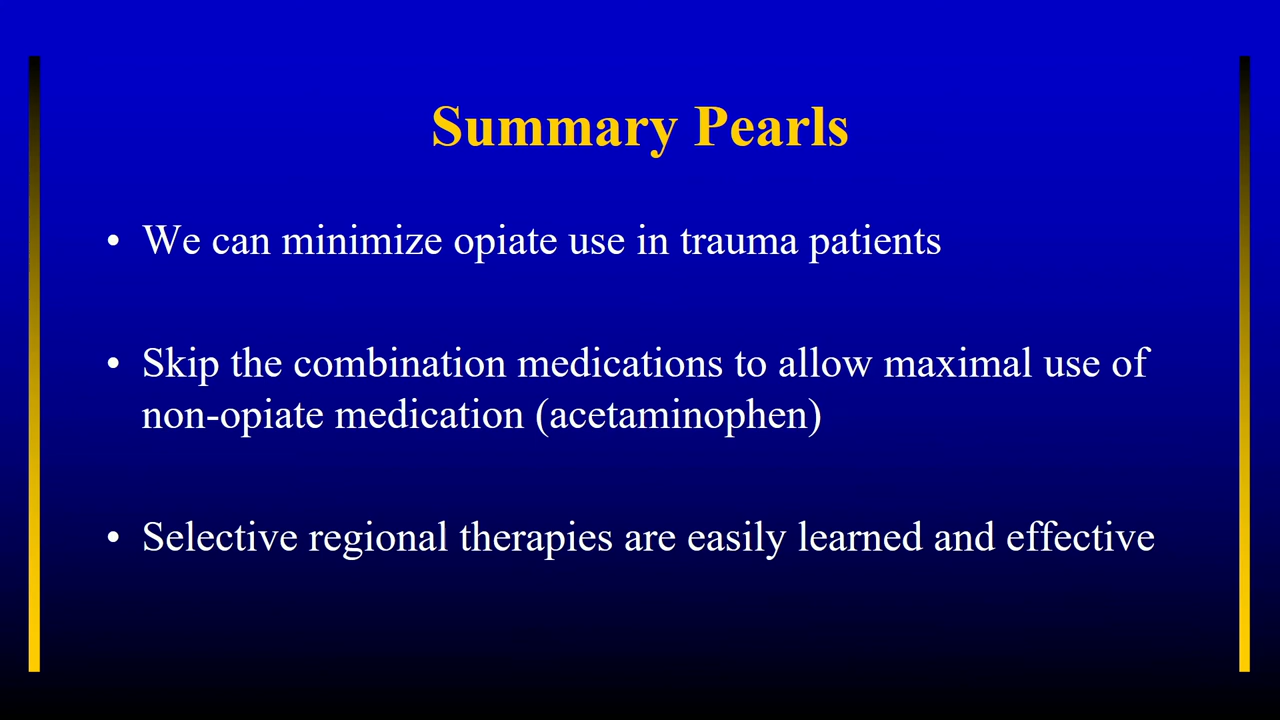 Summary Pearls
• We can minimize opiate use in trauma patients
• Skip the combination medications to allow maximal use of
non-opiate medication (acetaminophen)
• Selective regional therapies are easily learned and effective